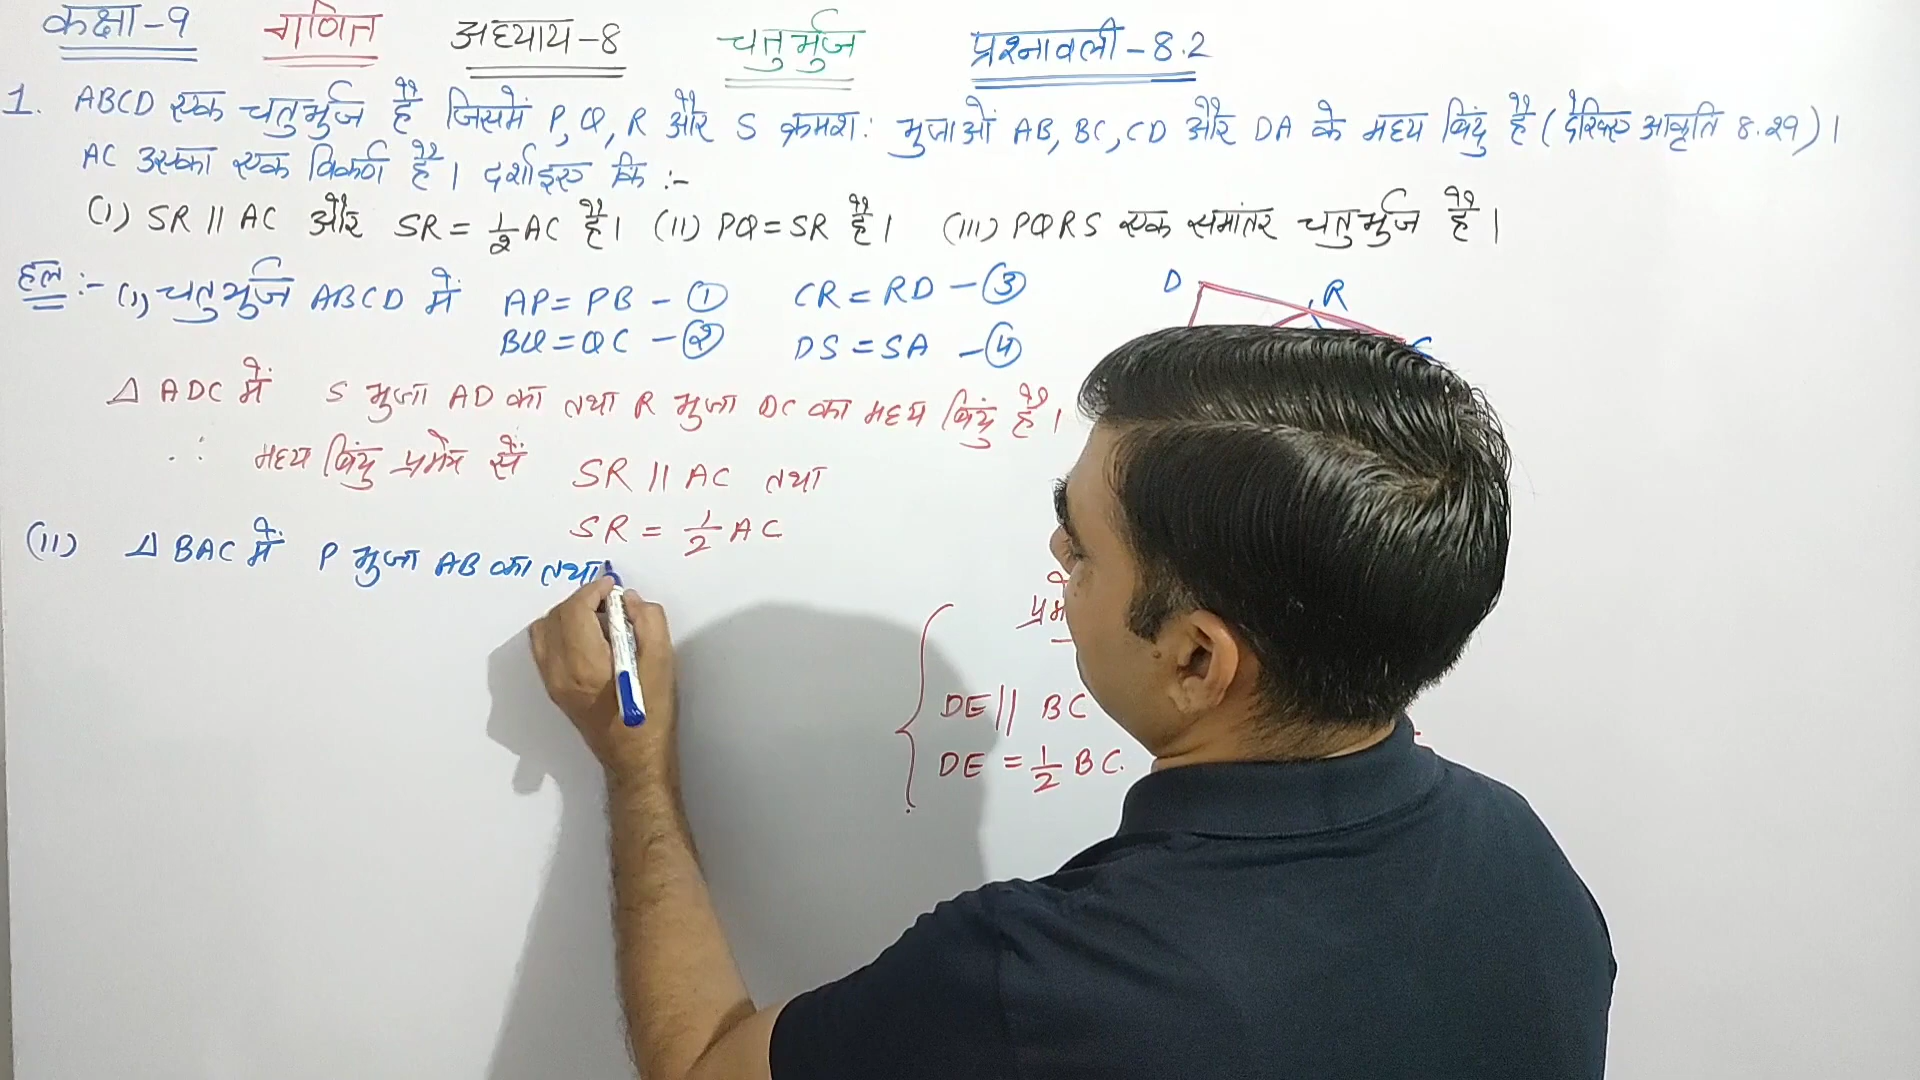 कक्षा-9 गणित अध्याय-8 चतुर्भुज प्रश्नावली-8.2
1. ABCD एक चतुर्भुज है जिसमें P, Q, R और S क्रमश: भुजाओं AB, BC, CD और DA के मध्य बिंदु है (देखिए आकृति 8.29)।
AC उसका एक विकर्ण है। दर्शाइए कि :-
(i) SR || AC और SR = 1/2 AC है। (ii) PQ = SR है। (iii) PQRS एक समांतर चतुर्भुज है।
हल :- (i) चतुर्भुज ABCD में AP = PB - ① CR = RD - ③
BQ = QC - ② DS = SA - ④
D R
Δ ADC में S भुजा AD का तथा R भुजा DC का मध्य बिंदु है।
∴ मध्य बिंदु प्रमेय से SR || AC तथा
SR = 1/2 AC
(ii) Δ BAC में P भुजा AB का तथा
DE || BC
DE = 1/2 BC.